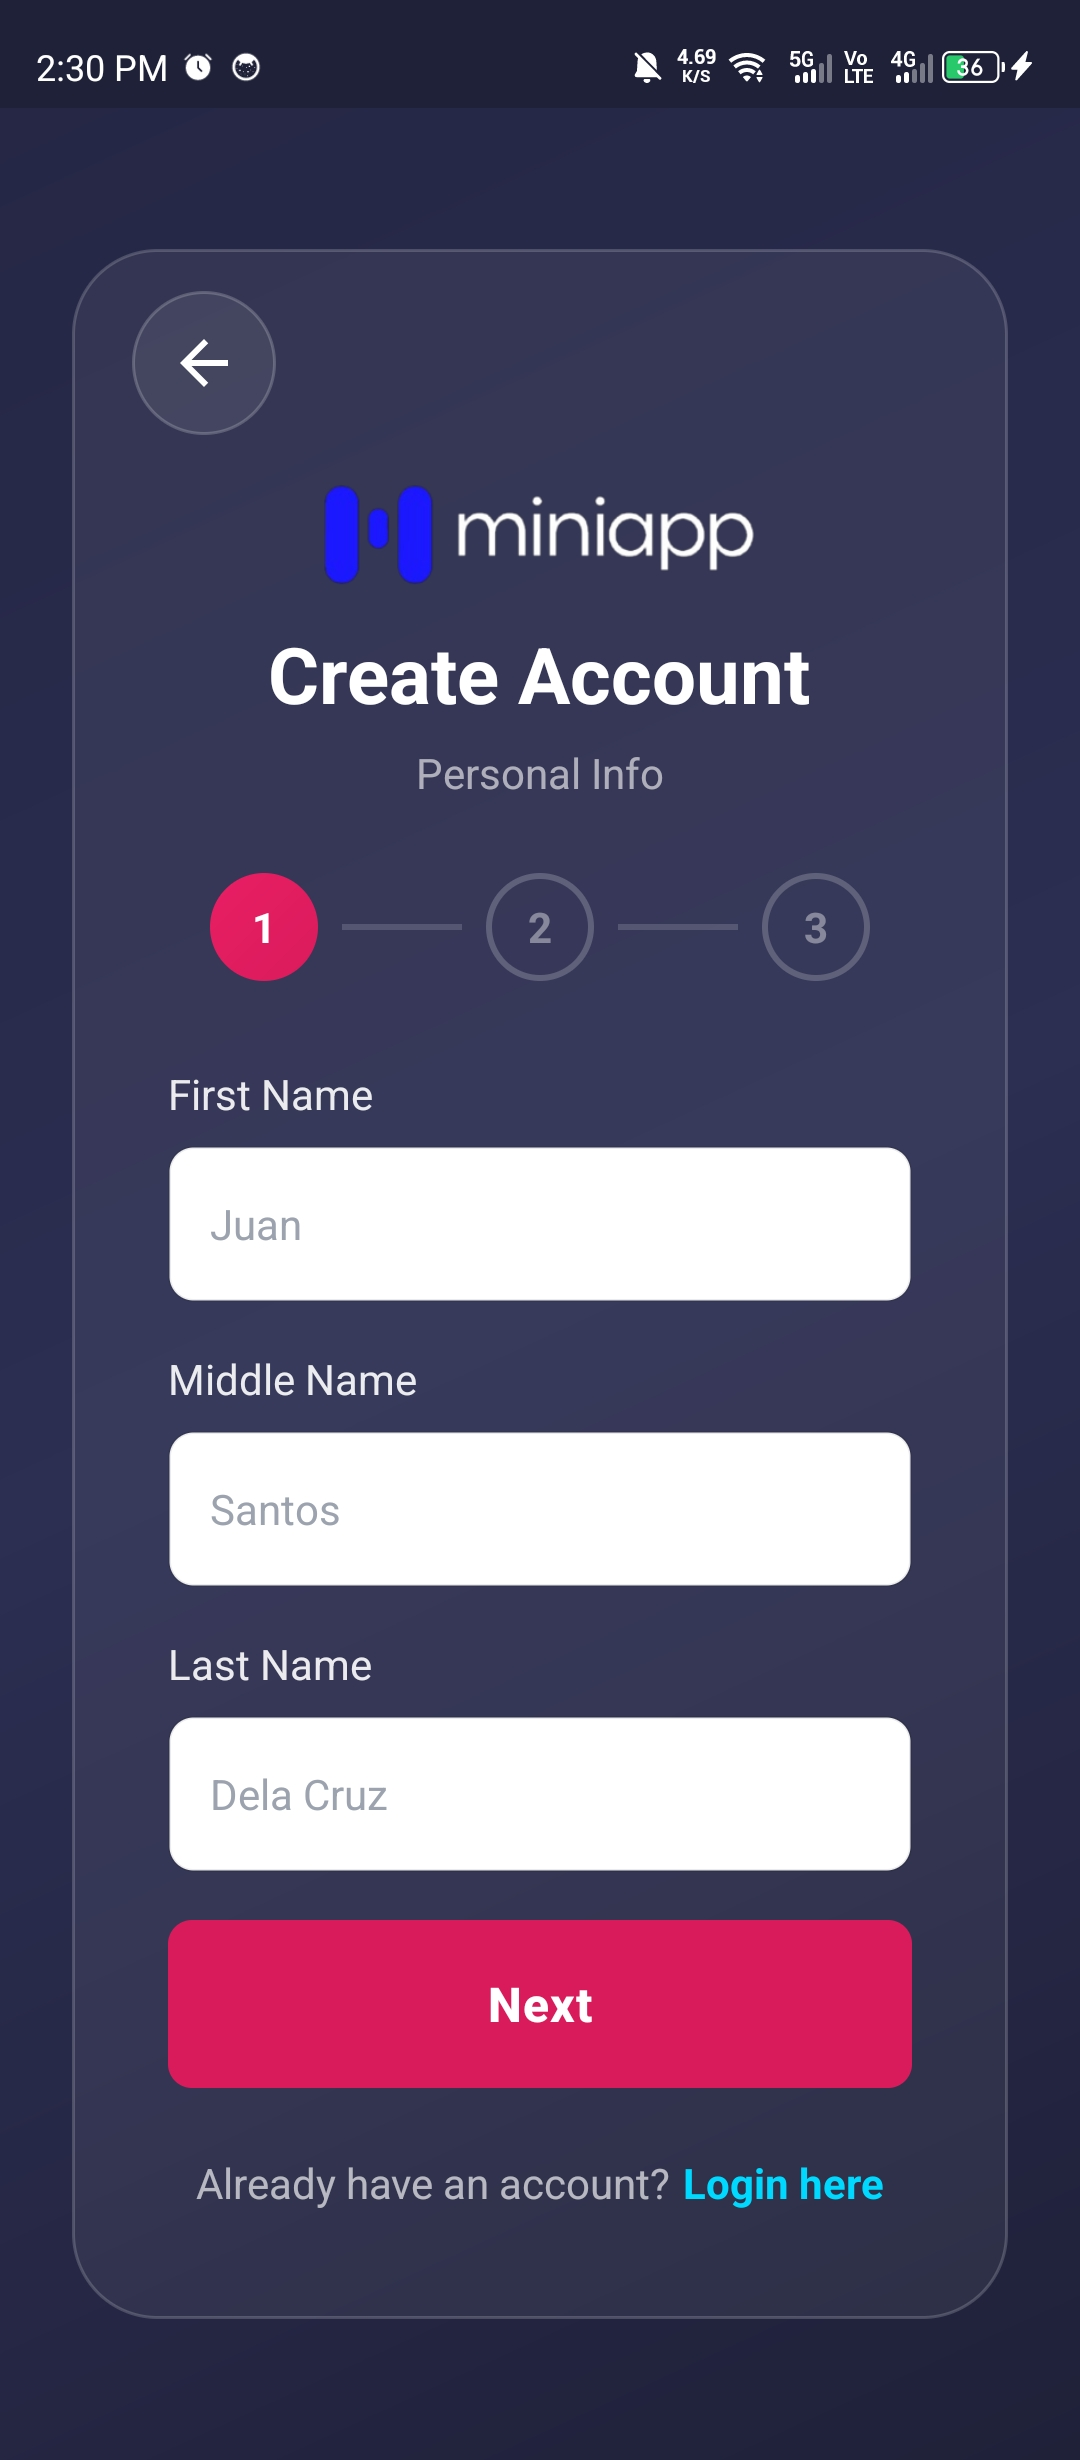 2:30 PM 4.69 K/S 5G Vo LTE 4G 36
miniapp
Create Account
Personal Info
1 2 3
First Name
Juan
Middle Name
Santos
Last Name
Dela Cruz
Next
Already have an account? Login here